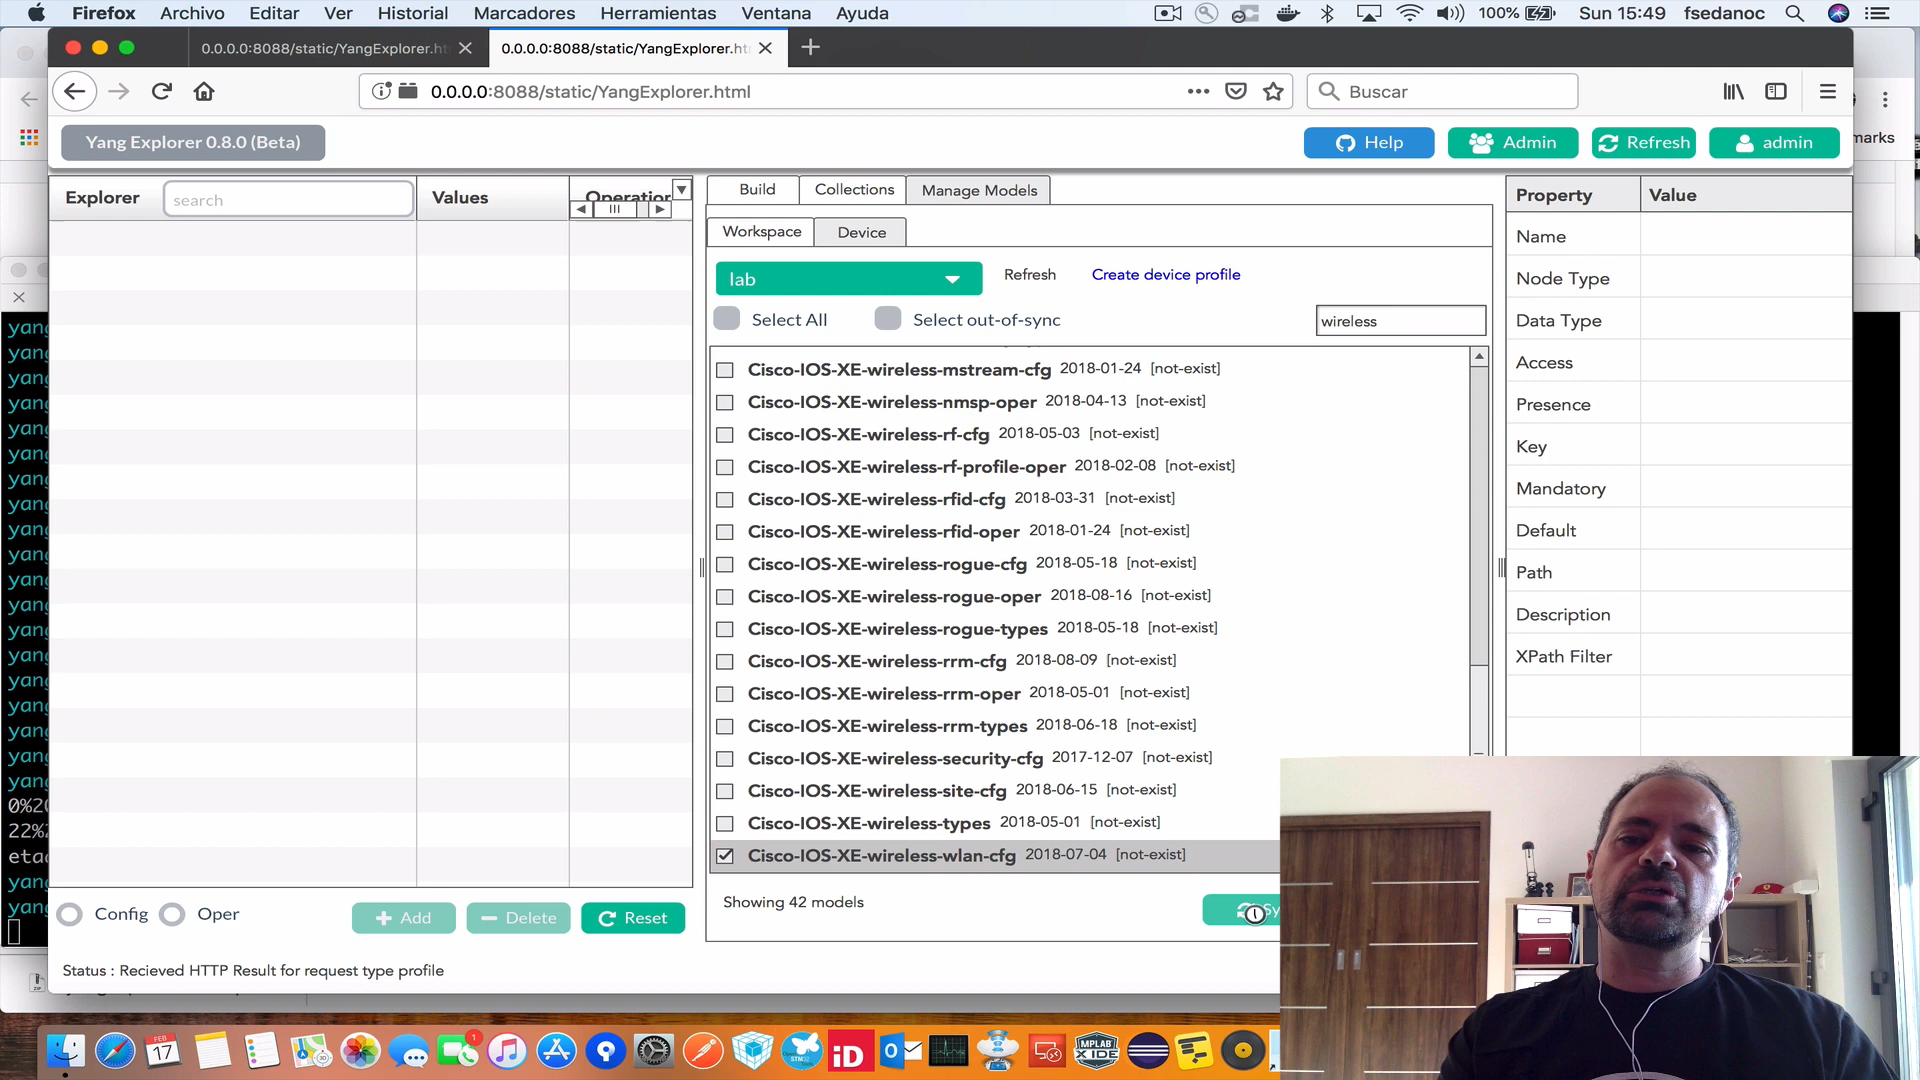 Firefox Archivo Editar Ver Historial Marcadores Herramientas Ventana Ayuda 100% Sun 15:49 fsedanoc
0.0.0.0:8088/static/YangExplorer.ht 0.0.0.0:8088/static/YangExplorer.ht
0.0.0.0:8088/static/YangExplorer.html Buscar
marks
Yang Explorer 0.8.0 (Beta) Help Admin Refresh admin
Explorer search Values Operation
Build Collections Manage Models
Workspace Device
lab Refresh Create device profile
Select All Select out-of-sync wireless
Cisco-IOS-XE-wireless-mstream-cfg 2018-01-24 [not-exist]
Cisco-IOS-XE-wireless-nmsp-oper 2018-04-13 [not-exist]
Cisco-IOS-XE-wireless-rf-cfg 2018-05-03 [not-exist]
Cisco-IOS-XE-wireless-rf-profile-oper 2018-02-08 [not-exist]
Cisco-IOS-XE-wireless-rfid-cfg 2018-03-31 [not-exist]
Cisco-IOS-XE-wireless-rfid-oper 2018-01-24 [not-exist]
Cisco-IOS-XE-wireless-rogue-cfg 2018-05-18 [not-exist]
Cisco-IOS-XE-wireless-rogue-oper 2018-08-16 [not-exist]
Cisco-IOS-XE-wireless-rogue-types 2018-05-18 [not-exist]
Cisco-IOS-XE-wireless-rrm-cfg 2018-08-09 [not-exist]
Cisco-IOS-XE-wireless-rrm-oper 2018-05-01 [not-exist]
Cisco-IOS-XE-wireless-rrm-types 2018-06-18 [not-exist]
Cisco-IOS-XE-wireless-security-cfg 2017-12-07 [not-exist]
Cisco-IOS-XE-wireless-site-cfg 2018-06-15 [not-exist]
Cisco-IOS-XE-wireless-types 2018-05-01 [not-exist]
Cisco-IOS-XE-wireless-wlan-cfg 2018-07-04 [not-exist]
Showing 42 models
Property Value
Name
Node Type
Data Type
Access
Presence
Key
Mandatory
Default
Path
Description
XPath Filter
Config Oper Add Delete Reset
Status : Recieved HTTP Result for request type profile
FEB
17
1
iD
MPLAB
X IDE